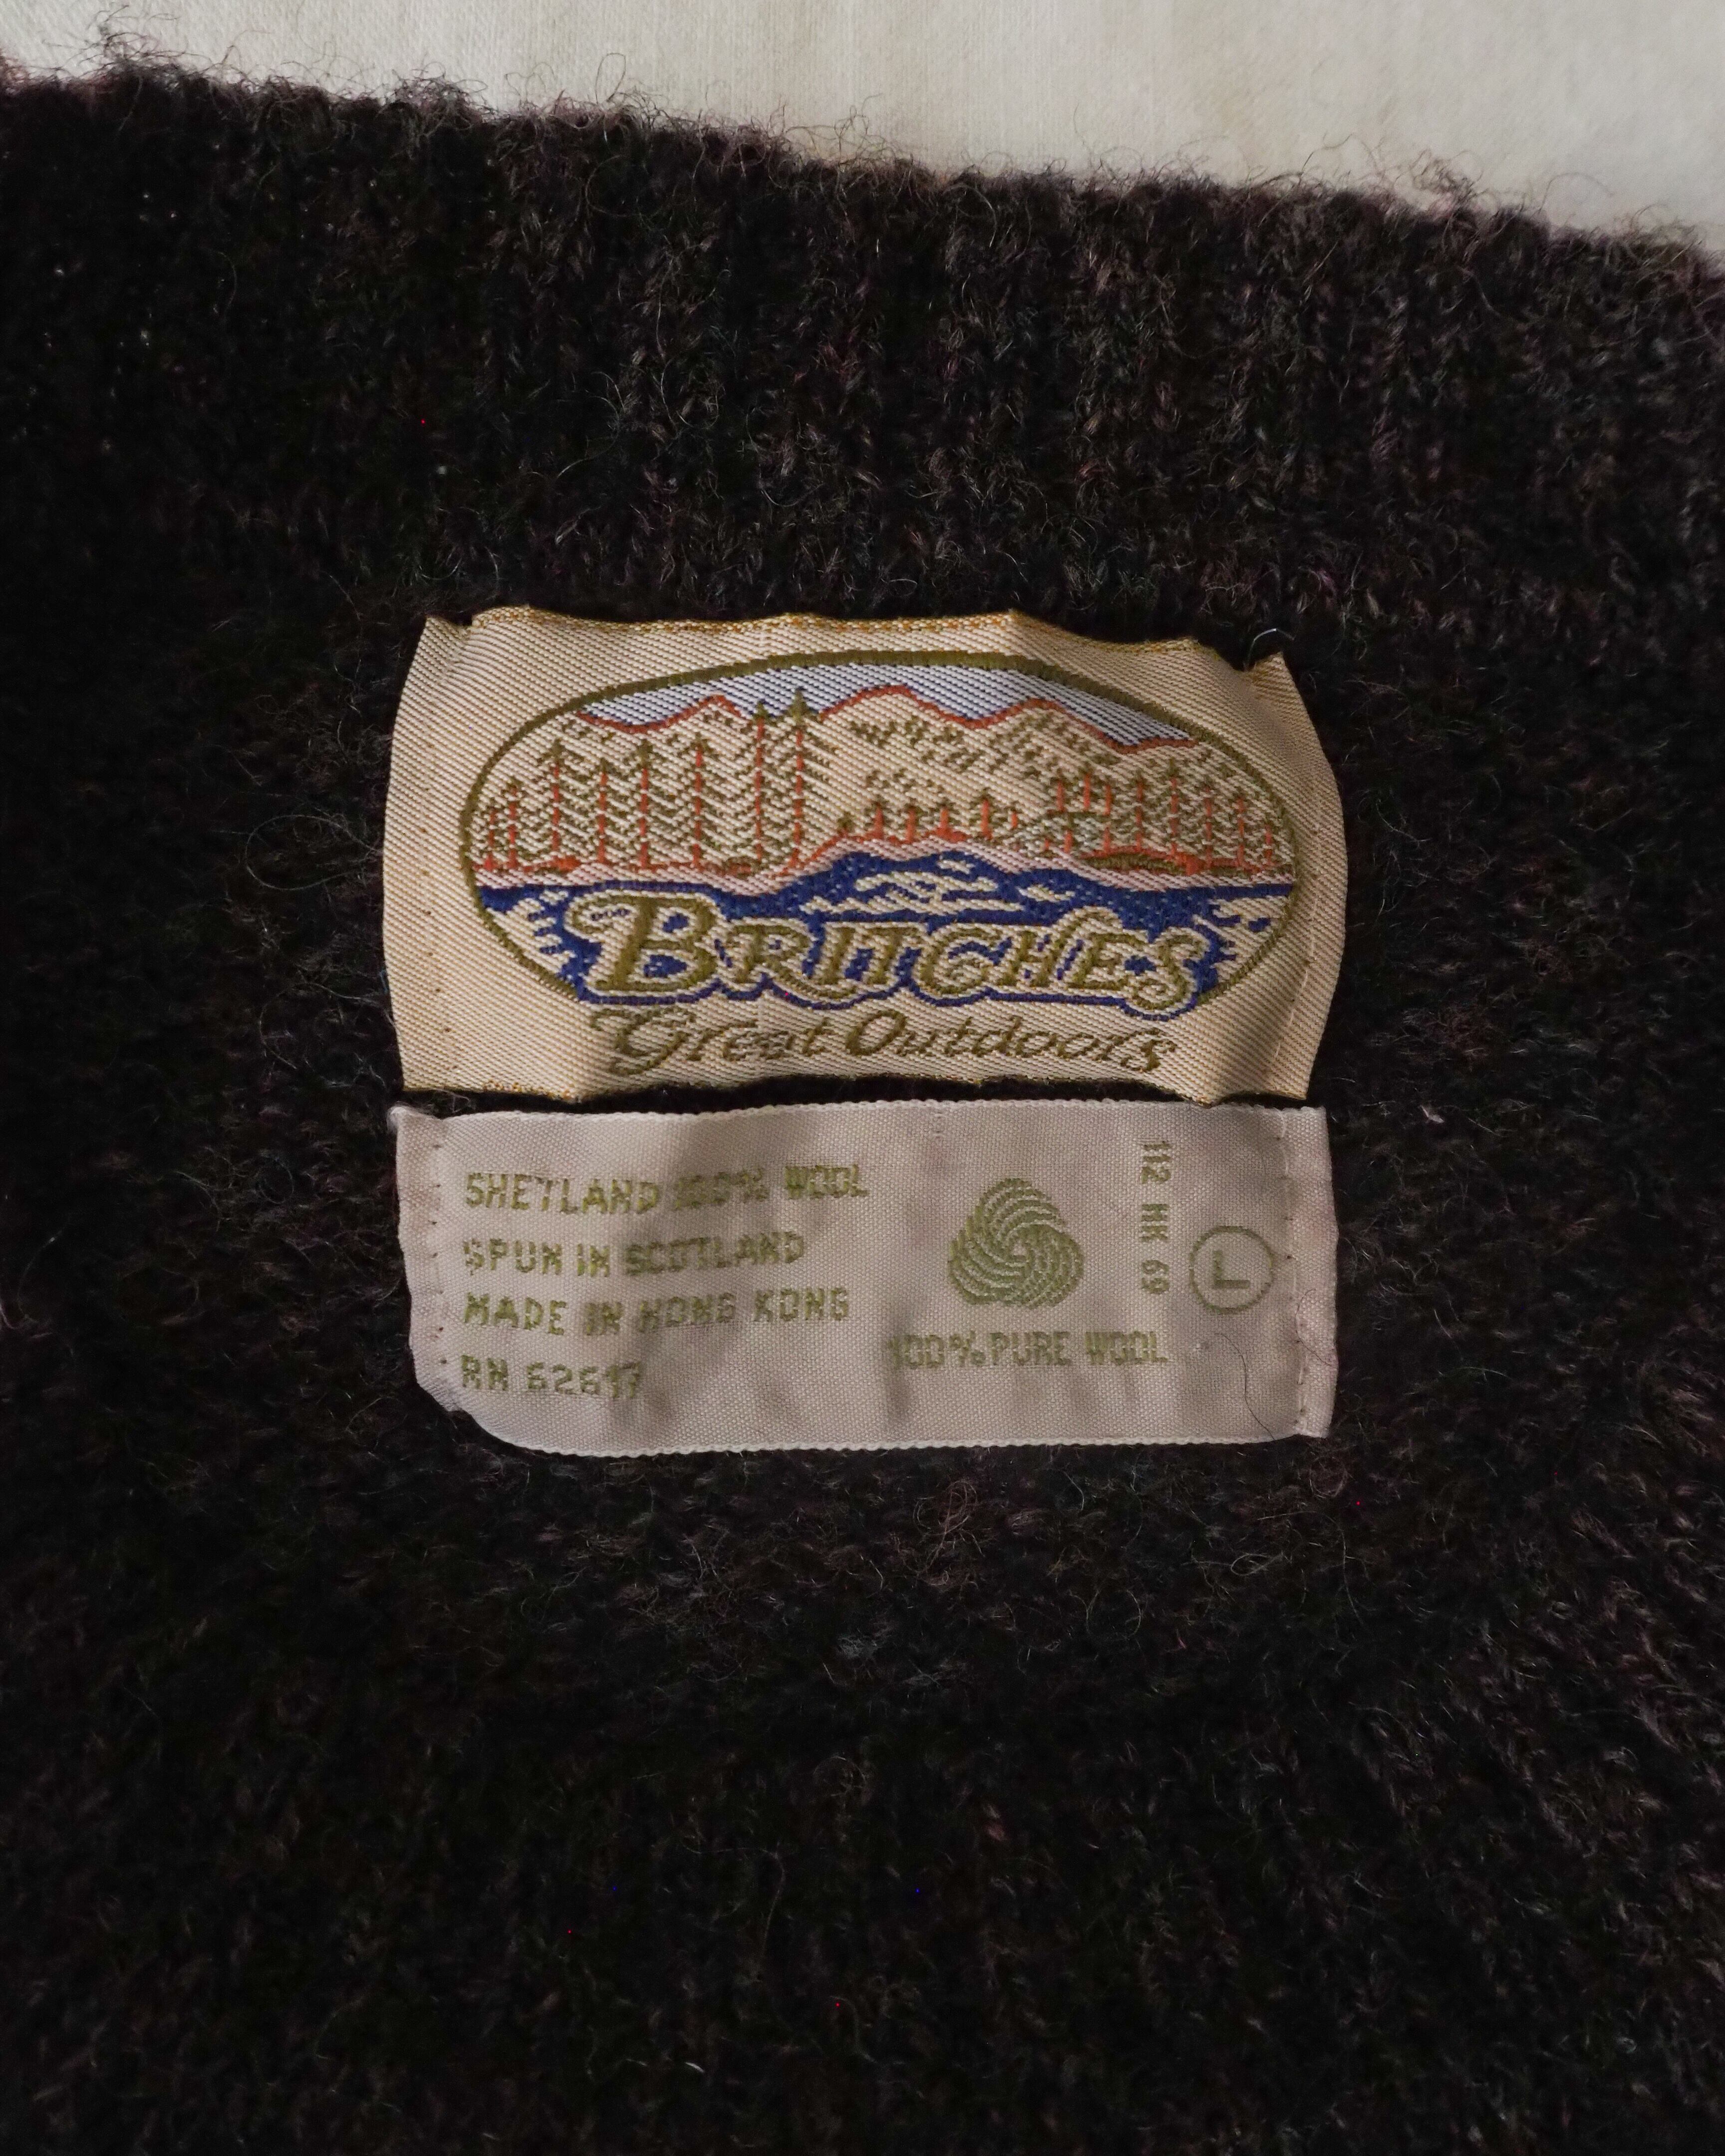 BRITCHES
Great Outdoors
SHETLAND 100% WOOL
SPUN IN SCOTLAND
MADE IN HONG KONG
RN 62617
100% PURE WOOL
112 HK 69
L